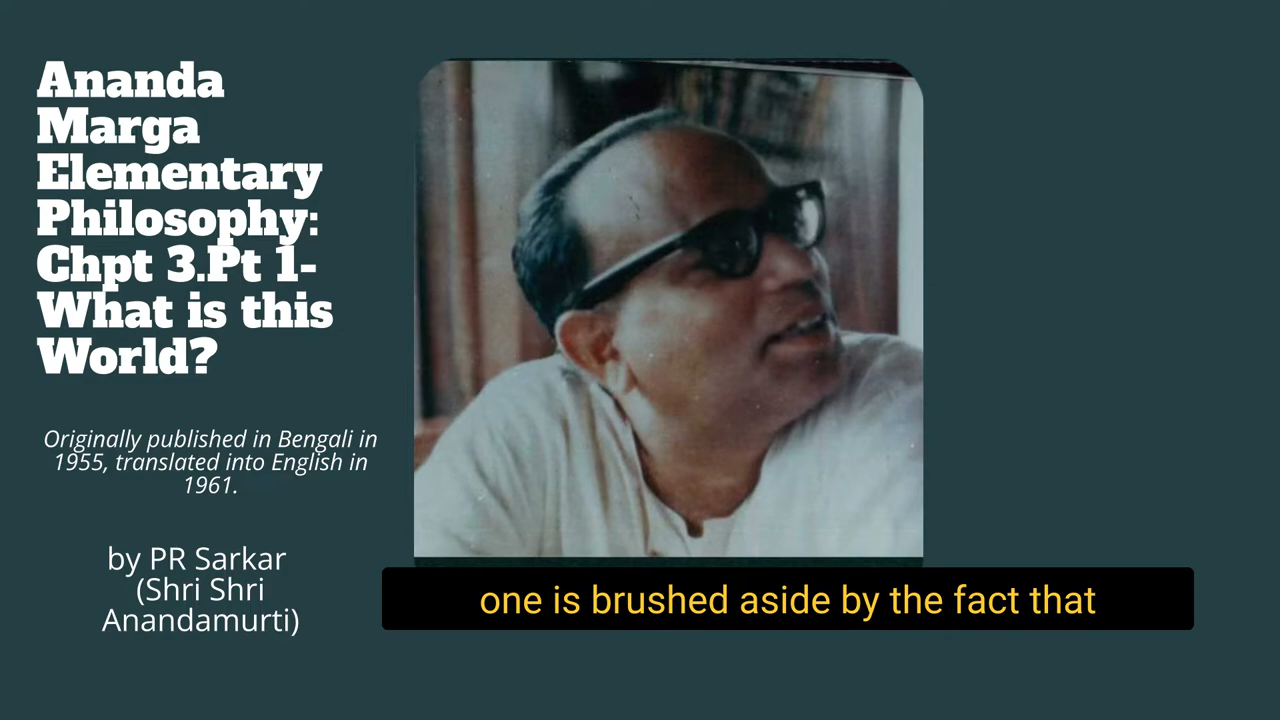 Ananda
Marga
Elementary
Philosophy:
Chpt 3.Pt 1-
What is this
World?
Originally published in Bengali in
1955, translated into English in
1961.
by PR Sarkar
(Shri Shri
Anandamurti)
one is brushed aside by the fact that